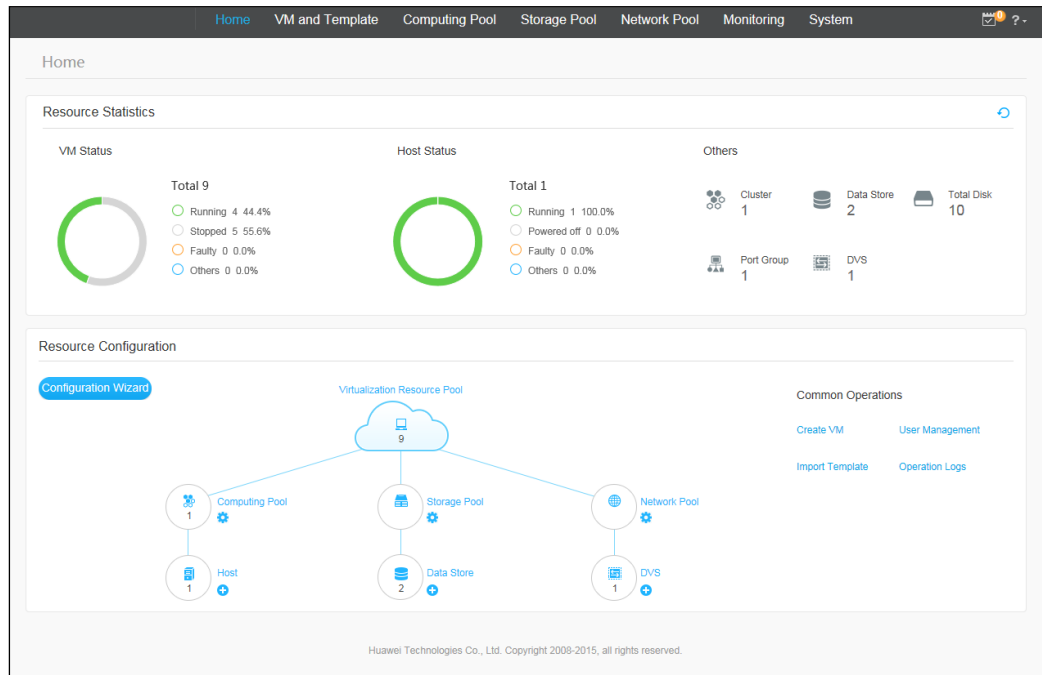 Home VM and Template Computing Pool Storage Pool Network Pool Monitoring System 0 ?
Home
Resource Statistics
VM Status Host Status Others
Total 9
Running 4 44.4%
Stopped 5 55.6%
Faulty 0 0.0%
Others 0 0.0%
Total 1
Running 1 100.0%
Powered off 0 0.0%
Faulty 0 0.0%
Others 0 0.0%
Cluster
1
Data Store
2
Total Disk
10
Port Group
1
DVS
1
Resource Configuration
Configuration Wizard
Virtualization Resource Pool
9
Computing Pool
1
Storage Pool
Network Pool
Host
1
Data Store
2
DVS
1
Common Operations
Create VM User Management
Import Template Operation Logs
Huawei Technologies Co., Ltd. Copyright 2008-2015, all rights reserved.